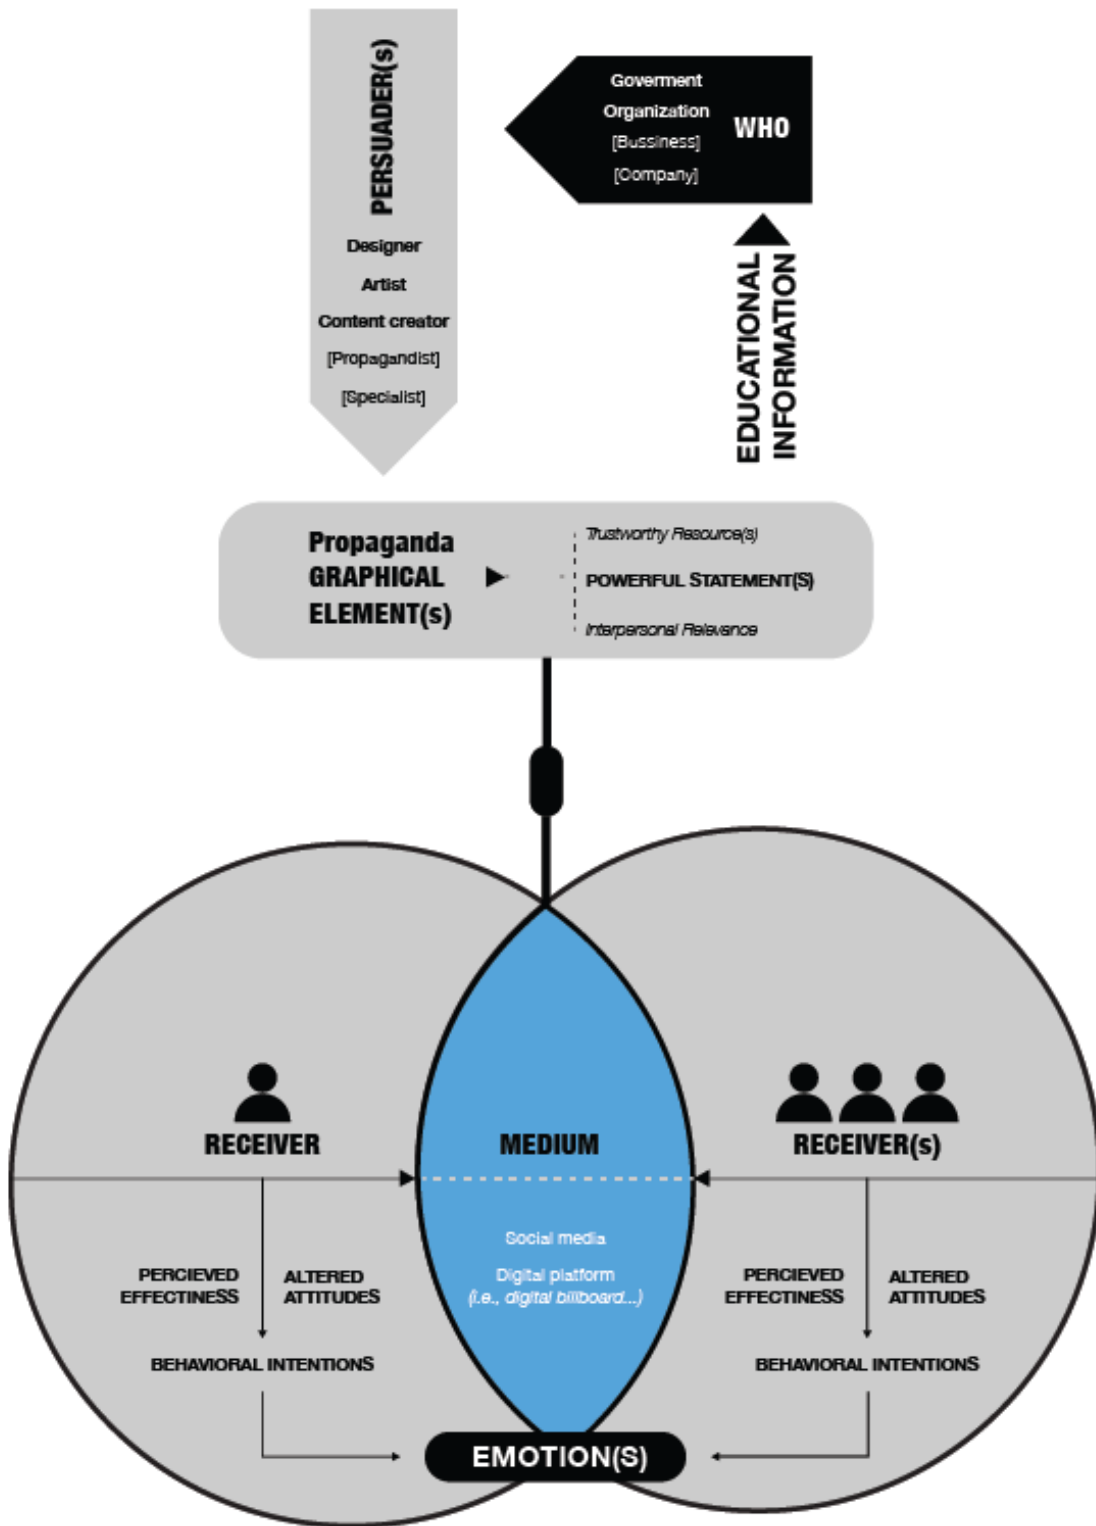 PERSUADER(s)
Designer
Artist
Content creator
[Propagandist]
[Specialist]
Goverment
Organization
[Bussiness]
[Company]
WHO
EDUCATIONAL
INFORMATION
Propaganda
GRAPHICAL
ELEMENT(s)
Trustworthy Resource(s)
POWERFUL STATEMENT(S)
Interpersonal Relevance
RECEIVER
MEDIUM
RECEIVER(s)
Social media
Digital platform
(i.e., digital billboard...)
PERCIEVED
EFFECTINESS
ALTERED
ATTITUDES
BEHAVIORAL INTENTIONS
PERCIEVED
EFFECTINESS
ALTERED
ATTITUDES
BEHAVIORAL INTENTIONS
EMOTION(S)